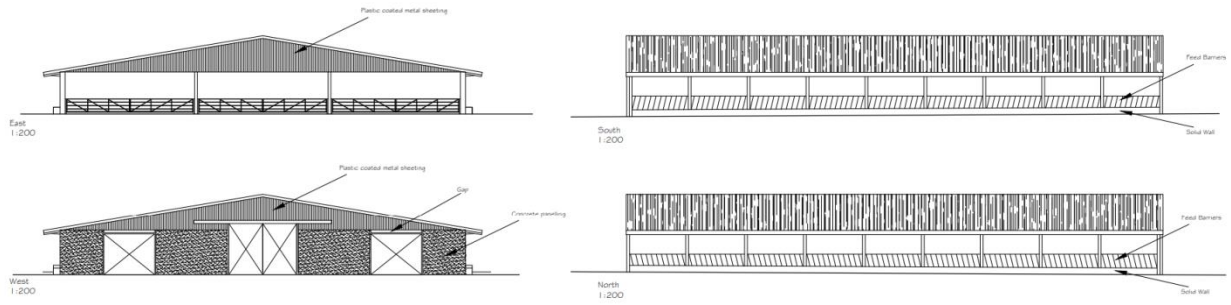 Plastic coated metal sheeting
East
1:200
Feed Barriers
Solid Wall
South
1:200
Plastic coated metal sheeting
Gap
Concrete paneling
West
1:200
Feed Barriers
Solid Wall
North
1:200